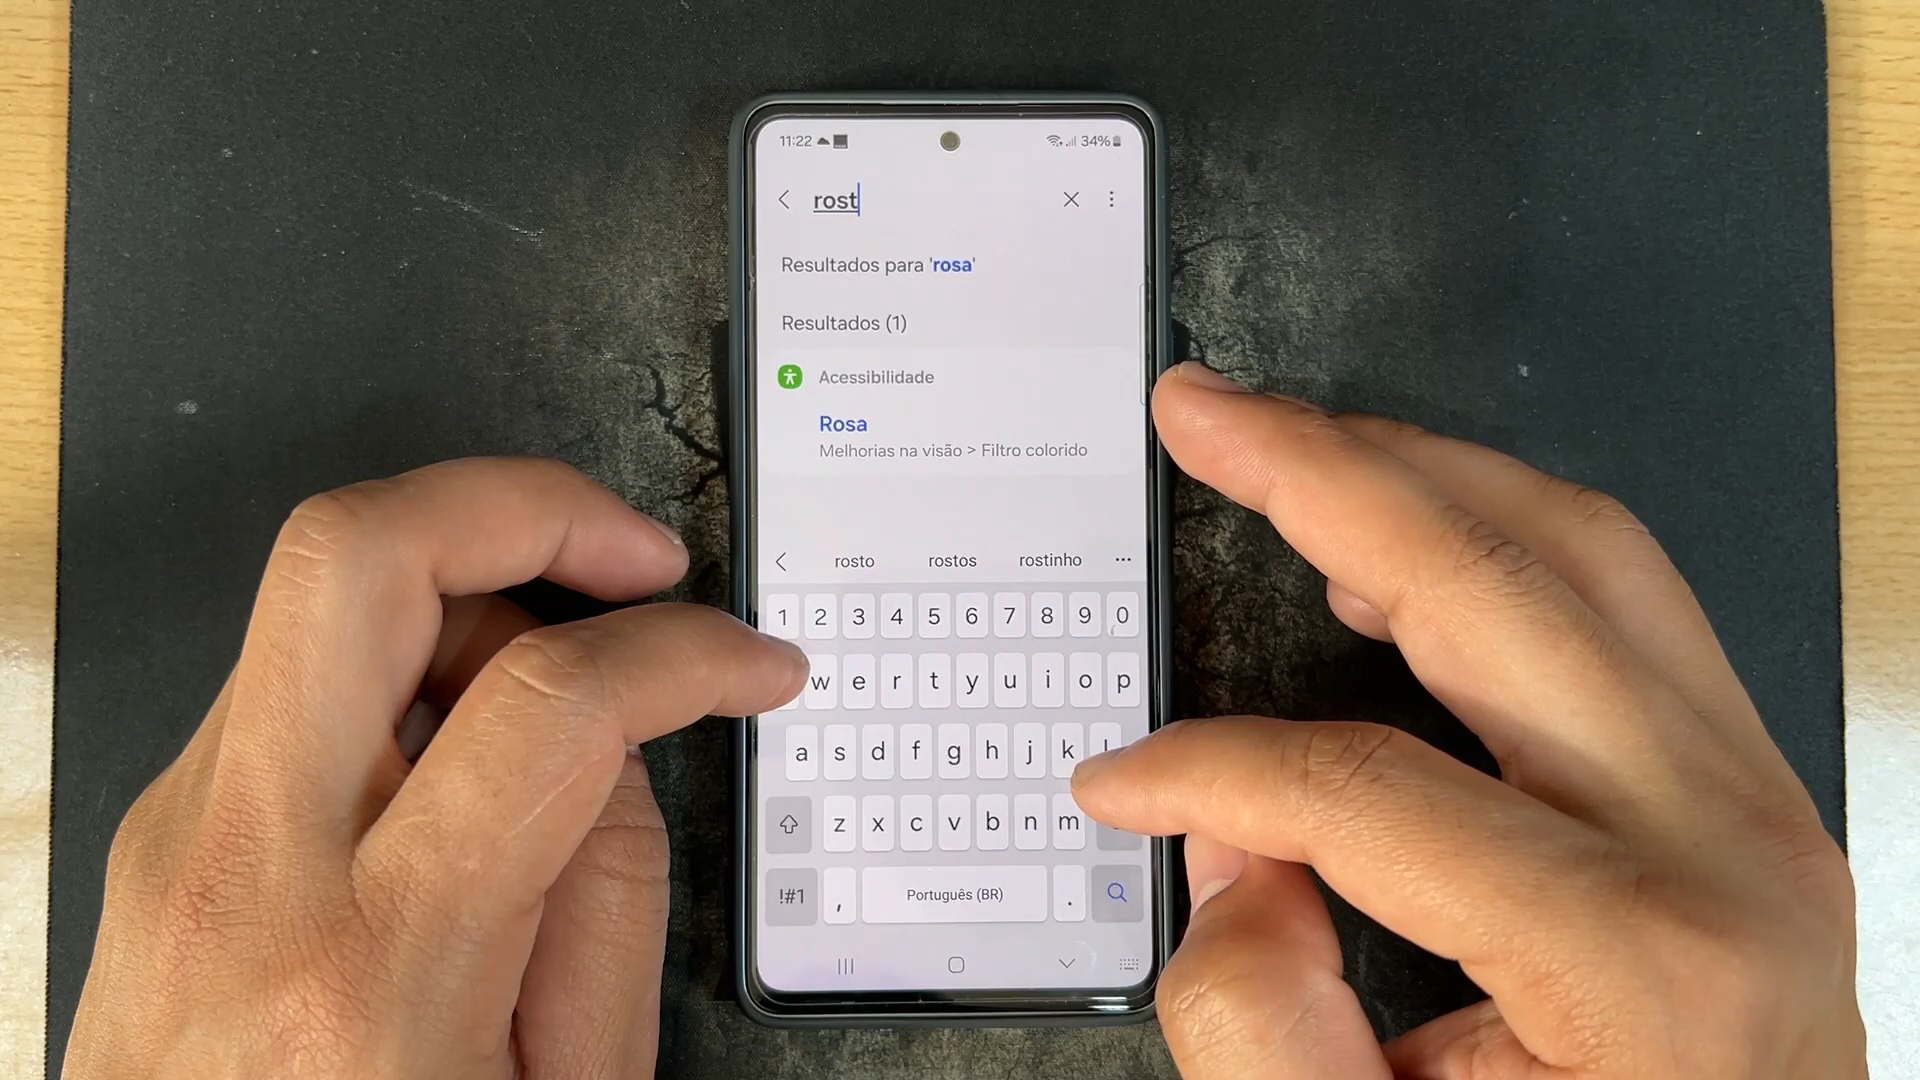 11:22 34%
rost
Resultados para 'rosa'
Resultados (1)
Acessibilidade
Rosa
Melhorias na visão > Filtro colorido
rosto rostos rostinho
1 2 3 4 5 6 7 8 9 0
w e r t y u i o p
a s d f g h j k l
z x c v b n m
!#1 , Português (BR) .